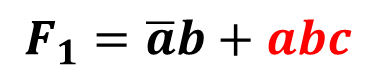 F₁ = a̅b + abc